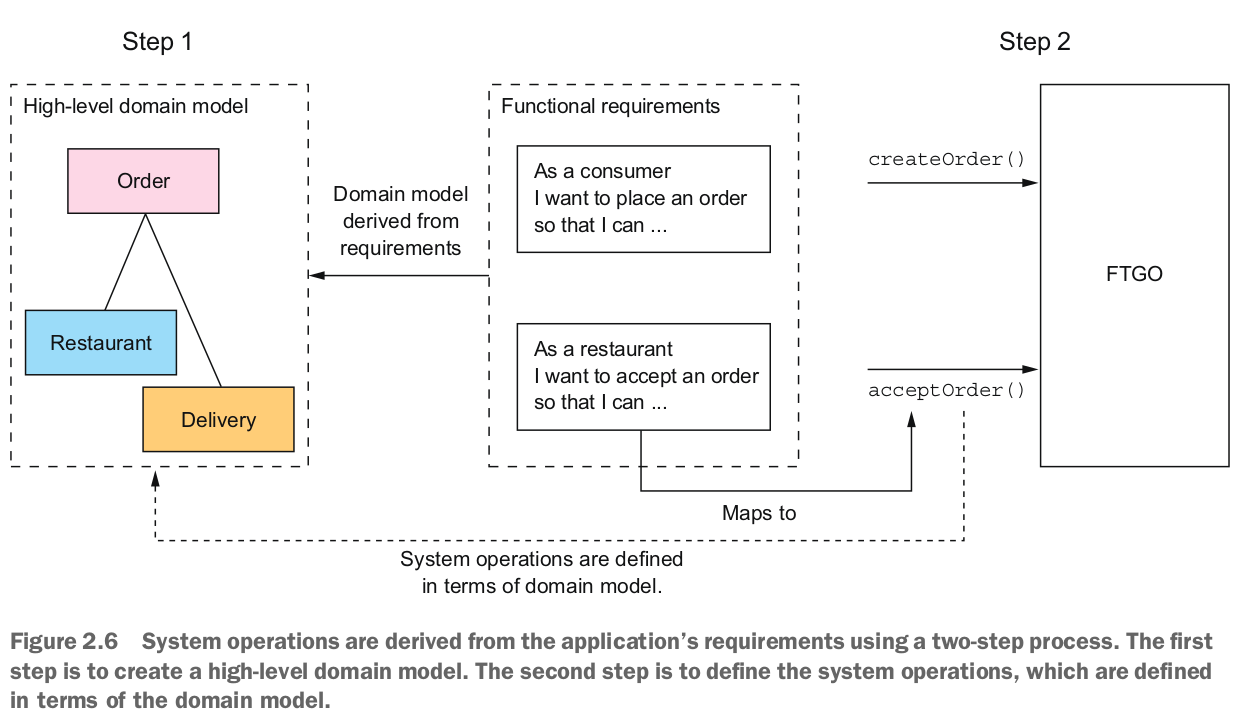 Step 1
Step 2
High-level domain model
Order
Restaurant
Delivery
Domain model
derived from
requirements
Functional requirements
As a consumer
I want to place an order
so that I can ...
As a restaurant
I want to accept an order
so that I can ...
createOrder()
acceptOrder()
FTGO
Maps to
System operations are defined
in terms of domain model.
Figure 2.6 System operations are derived from the application’s requirements using a two-step process. The first
step is to create a high-level domain model. The second step is to define the system operations, which are defined
in terms of the domain model.